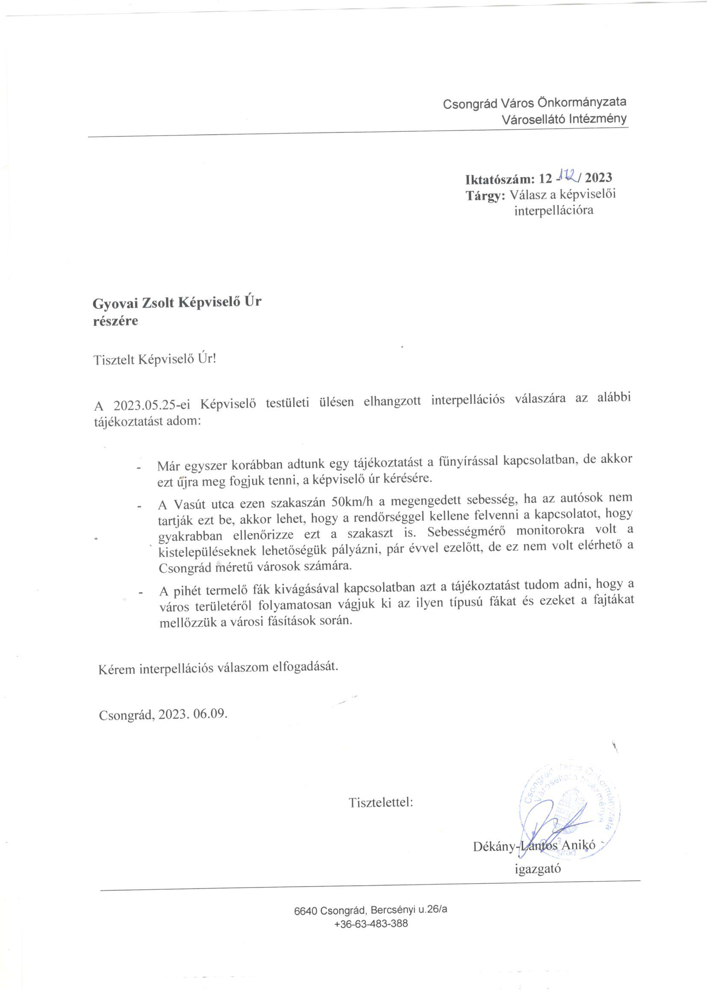 Csongrád Város Önkormányzata
Városellátó Intézmény
Iktatószám: 12 - 172 / 2023
Tárgy: Válasz a képviselői
interpellációra
Gyovai Zsolt Képviselő Úr
részére
Tisztelt Képviselő Úr!
A 2023.05.25-ei Képviselő testületi ülésen elhangzott interpellációs válaszára az alábbi
tájékoztatást adom:
- Már egyszer korábban adtunk egy tájékoztatást a fűnyírással kapcsolatban, de akkor
ezt újra meg fogjuk tenni, a képviselő úr kérésére.
- A Vasút utca ezen szakaszán 50km/h a megengedett sebesség, ha az autósok nem
tartják ezt be, akkor lehet, hogy a rendőrséggel kellene felvenni a kapcsolatot, hogy
gyakrabban ellenőrizze ezt a szakaszt is. Sebességmérő monitorokra volt a
kistelepüléseknek lehetőségük pályázni, pár évvel ezelőtt, de ez nem volt elérhető a
Csongrád méretű városok számára.
- A pihét termelő fák kivágásával kapcsolatban azt a tájékoztatást tudom adni, hogy a
város területéről folyamatosan vágjuk ki az ilyen típusú fákat és ezeket a fajtákat
mellőzzük a városi fásítások során.
Kérem interpellációs válaszom elfogadását.
Csongrád, 2023. 06.09.
Tisztelettel:
Csongrád Város Önkormányzata
Városellátó Intézménye
3.
Csongrád
Dékány-Lantos Anikó
igazgató
6640 Csongrád, Bercsényi u.26/a
+36-63-483-388